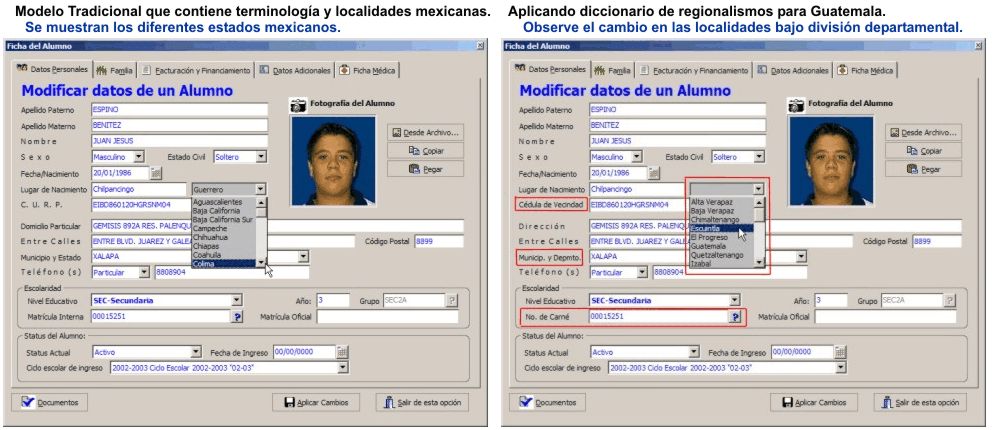 Modelo Tradicional que contiene terminología y localidades mexicanas.
Se muestran los diferentes estados mexicanos.
Ficha del Alumno
Datos Personales Familia Facturación y Financiamiento Datos Adicionales Ficha Médica
Modificar datos de un Alumno
Apellido Paterno ESPINO
Fotografía del Alumno
Apellido Materno BENITEZ
Desde Archivo...
Nombre JUAN JESUS
Copiar
Sexo Masculino Estado Civil Soltero
Pegar
Fecha/Nacimiento 20/01/1986
Lugar de Nacimiento Chilpancingo Guerrero
C. U. R. P. EIBD860120HGRSNM04
Aguascalientes
Baja California
Baja California Sur
Campeche
Chihuahua
Chiapas
Coahuila
Colima
Domicilio Particular GEMISIS 892A RES. PALENQU
Entre Calles ENTRE BLVD. JUAREZ Y GALEA
Código Postal 8899
Municipio y Estado XALAPA
Teléfono (s) Particular 8808904
Escolaridad
Nivel Educativo SEC-Secundaria Año: 3 Grupo SEC2A ?
Matrícula Interna 00015251 ? Matrícula Oficial
Status del Alumno:
Status Actual Activo Fecha de Ingreso 00/00/0000
Ciclo escolar de ingreso 2002-2003 Ciclo Escolar 2002-2003 "02-03"
Documentos Aplicar Cambios Salir de esta opción
Aplicando diccionario de regionalismos para Guatemala.
Observe el cambio en las localidades bajo división departamental.
Ficha del Alumno
Datos Personales Familia Facturación y Financiamiento Datos Adicionales Ficha Médica
Modificar datos de un Alumno
Apellido Paterno ESPINO
Fotografía del Alumno
Apellido Materno BENITEZ
Desde Archivo...
Nombre JUAN JESUS
Copiar
Sexo Masculino Estado Civil Soltero
Pegar
Fecha/Nacimiento 20/01/1986
Lugar de Nacimiento Chilpancingo
Cédula de Vecindad EIBD860120HGRSNM04
Alta Verapaz
Baja Verapaz
Chimaltenango
Escuintla
El Progreso
Guatemala
Quetzaltenango
Izabal
Dirección GEMISIS 892A RES. PALENQU
Entre Calles ENTRE BLVD. JUAREZ Y GALEA
Código Postal 8899
Municip. y Depmto. XALAPA
Teléfono (s) Particular 8808904
Escolaridad
Nivel Educativo SEC-Secundaria Año: 3 Grupo SEC2A ?
No. de Carné 00015251 ? Matrícula Oficial
Status del Alumno:
Status Actual Activo Fecha de Ingreso 00/00/0000
Ciclo escolar de ingreso 2002-2003 Ciclo Escolar 2002-2003 "02-03"
Documentos Aplicar Cambios Salir de esta opción